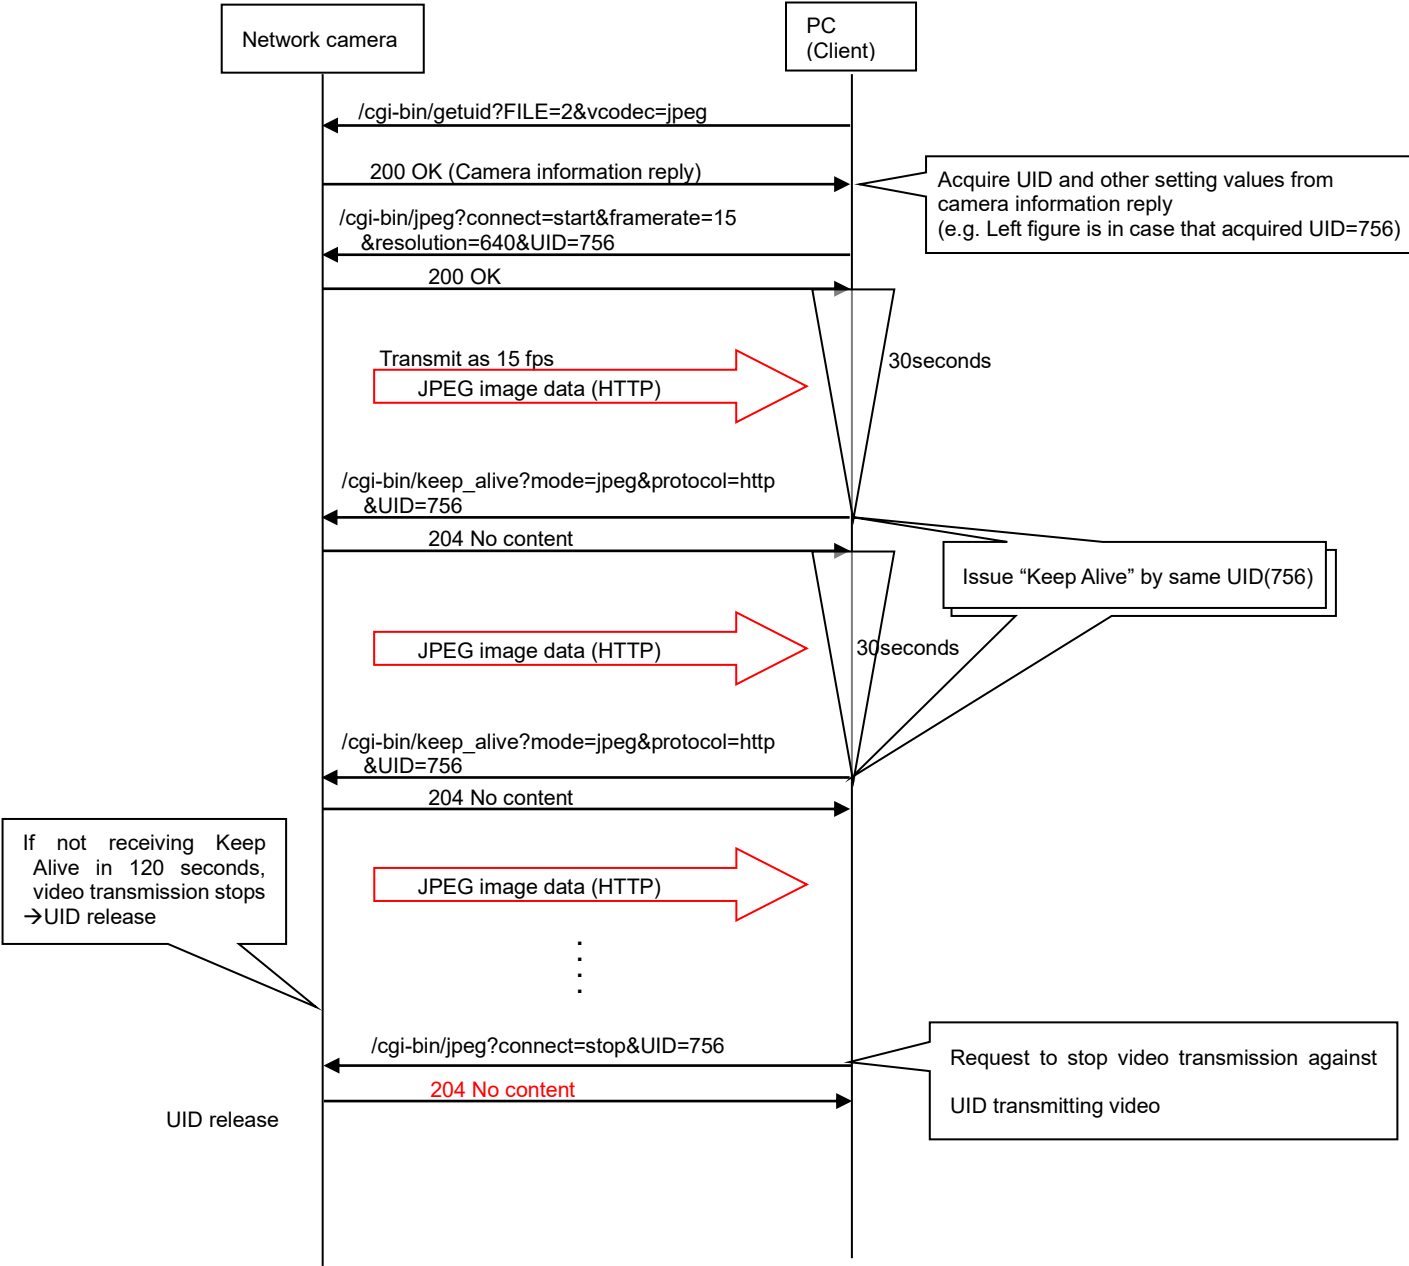 Network camera
PC
(Client)
/cgi-bin/getuid?FILE=2&vcodec=jpeg
200 OK (Camera information reply)
Acquire UID and other setting values from
camera information reply
(e.g. Left figure is in case that acquired UID=756)
/cgi-bin/jpeg?connect=start&framerate=15
&resolution=640&UID=756
200 OK
Transmit as 15 fps
JPEG image data (HTTP)
30seconds
/cgi-bin/keep_alive?mode=jpeg&protocol=http
&UID=756
204 No content
Issue “Keep Alive” by same UID(756)
JPEG image data (HTTP)
30seconds
/cgi-bin/keep_alive?mode=jpeg&protocol=http
&UID=756
204 No content
If not receiving Keep
Alive in 120 seconds,
video transmission stops
→UID release
JPEG image data (HTTP)
/cgi-bin/jpeg?connect=stop&UID=756
Request to stop video transmission against
UID transmitting video
204 No content
UID release